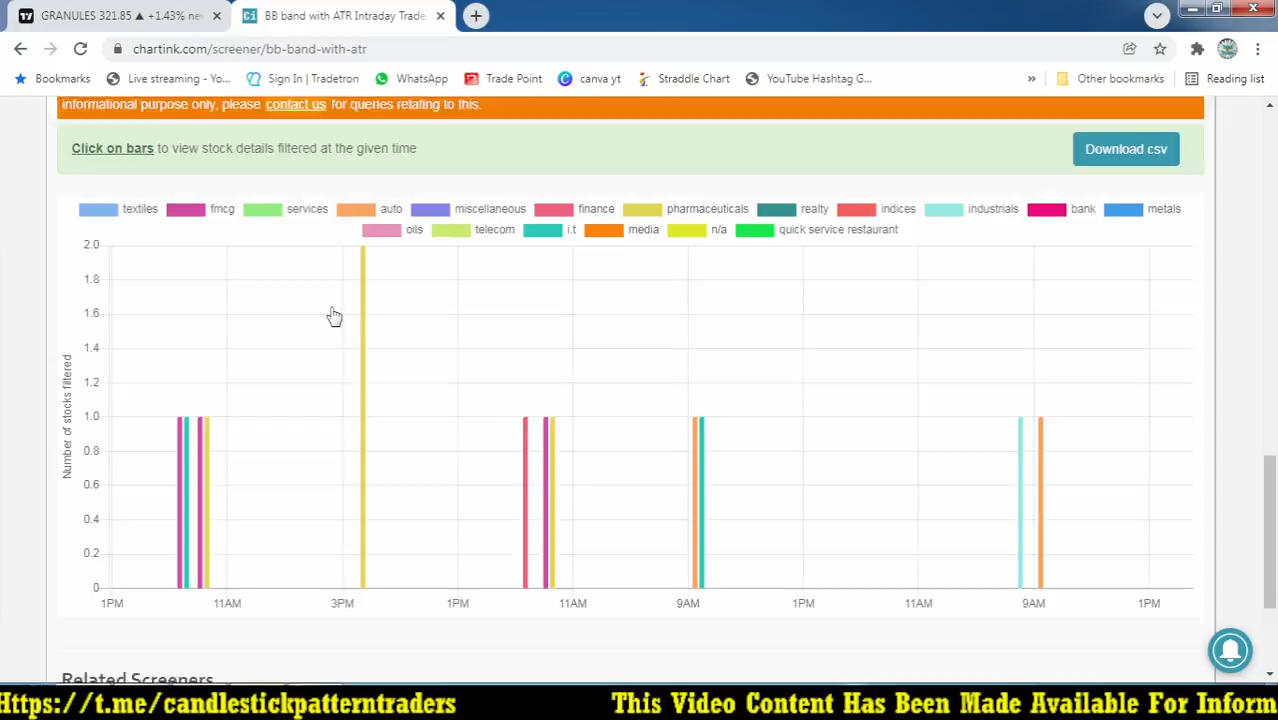 GRANULES 321.85 ▲ +1.43%
BB band with ATR Intraday Trade
chartink.com/screener/bb-band-with-atr
Bookmarks Live streaming - Yo... Sign In | Tradetron WhatsApp Trade Point canva yt Straddle Chart YouTube Hashtag G... » Other bookmarks Reading list
informational purpose only, please contact us for queries relating to this.
Click on bars to view stock details filtered at the given time
Download csv
textiles fmcg services auto miscellaneous finance pharmaceuticals realty indices industrials bank metals
oils telecom i.t media n/a quick service restaurant
Number of stocks filtered
2.0
1.8
1.6
1.4
1.2
1.0
0.8
0.6
0.4
0.2
0
1PM 11AM 3PM 1PM 11AM 9AM 1PM 11AM 9AM 1PM
Related Screeners
Https://t.me/candlestickpatterntraders This Video Content Has Been Made Available For Inform